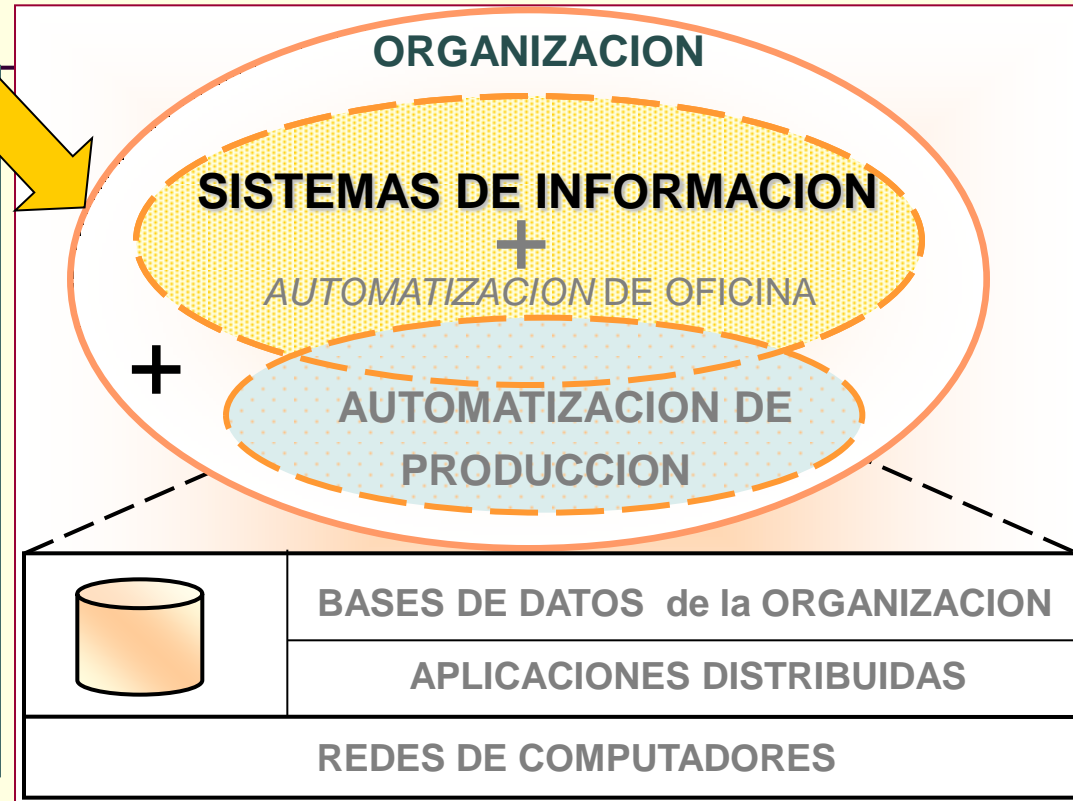 ORGANIZACION
SISTEMAS DE INFORMACION
+
AUTOMATIZACION DE OFICINA
+
AUTOMATIZACION DE
PRODUCCION
BASES DE DATOS de la ORGANIZACION
APLICACIONES DISTRIBUIDAS
REDES DE COMPUTADORES